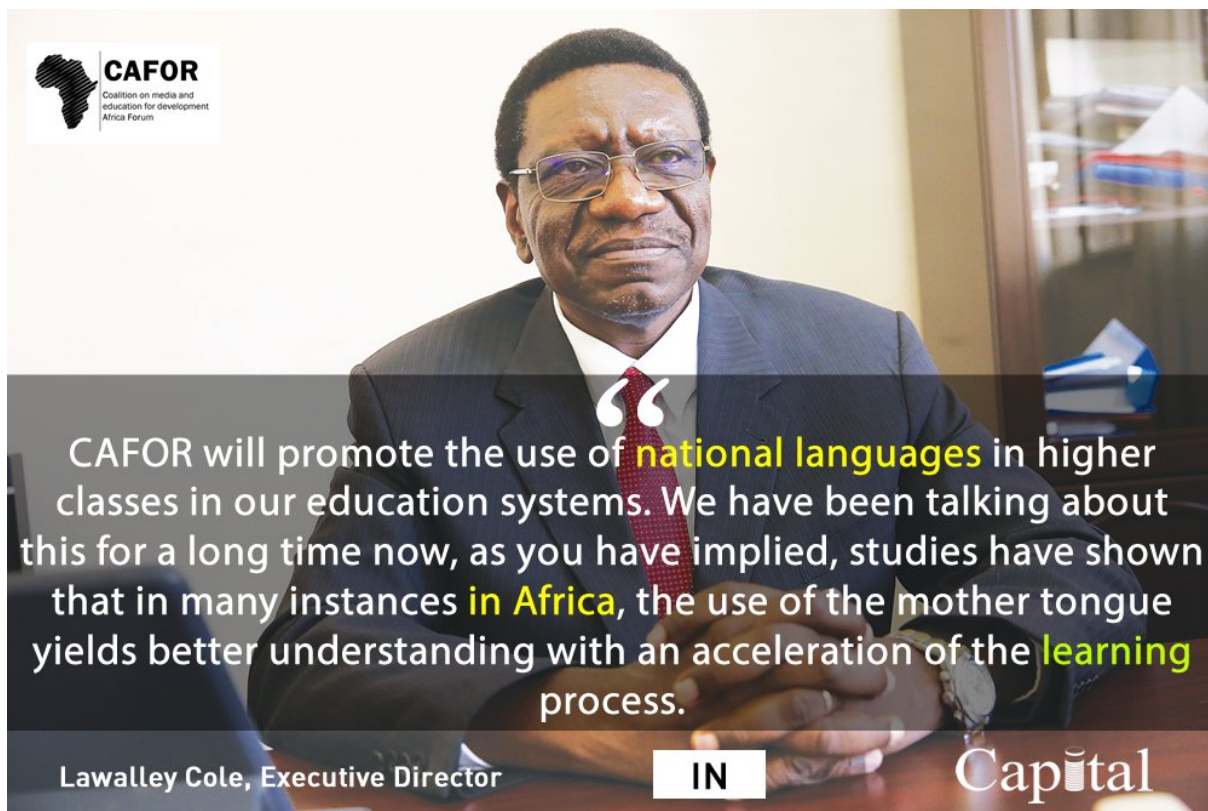 CAFOR
Coalition on media and
education for development
Africa Forum
“
CAFOR will promote the use of national languages in higher
classes in our education systems. We have been talking about
this for a long time now, as you have implied, studies have shown
that in many instances in Africa, the use of the mother tongue
yields better understanding with an acceleration of the learning
process.
Lawalley Cole, Executive Director
IN
Capital